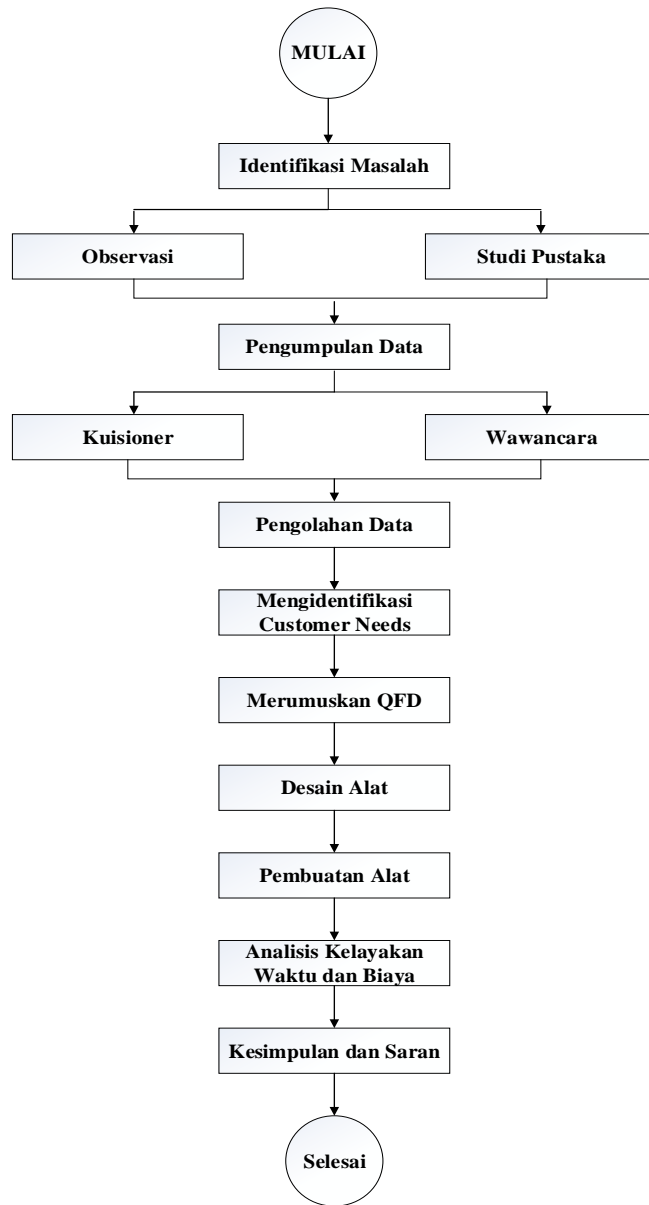 MULAI
Identifikasi Masalah
Observasi
Studi Pustaka
Pengumpulan Data
Kuisioner
Wawancara
Pengolahan Data
Mengidentifikasi
Customer Needs
Merumuskan QFD
Desain Alat
Pembuatan Alat
Analisis Kelayakan
Waktu dan Biaya
Kesimpulan dan Saran
Selesai